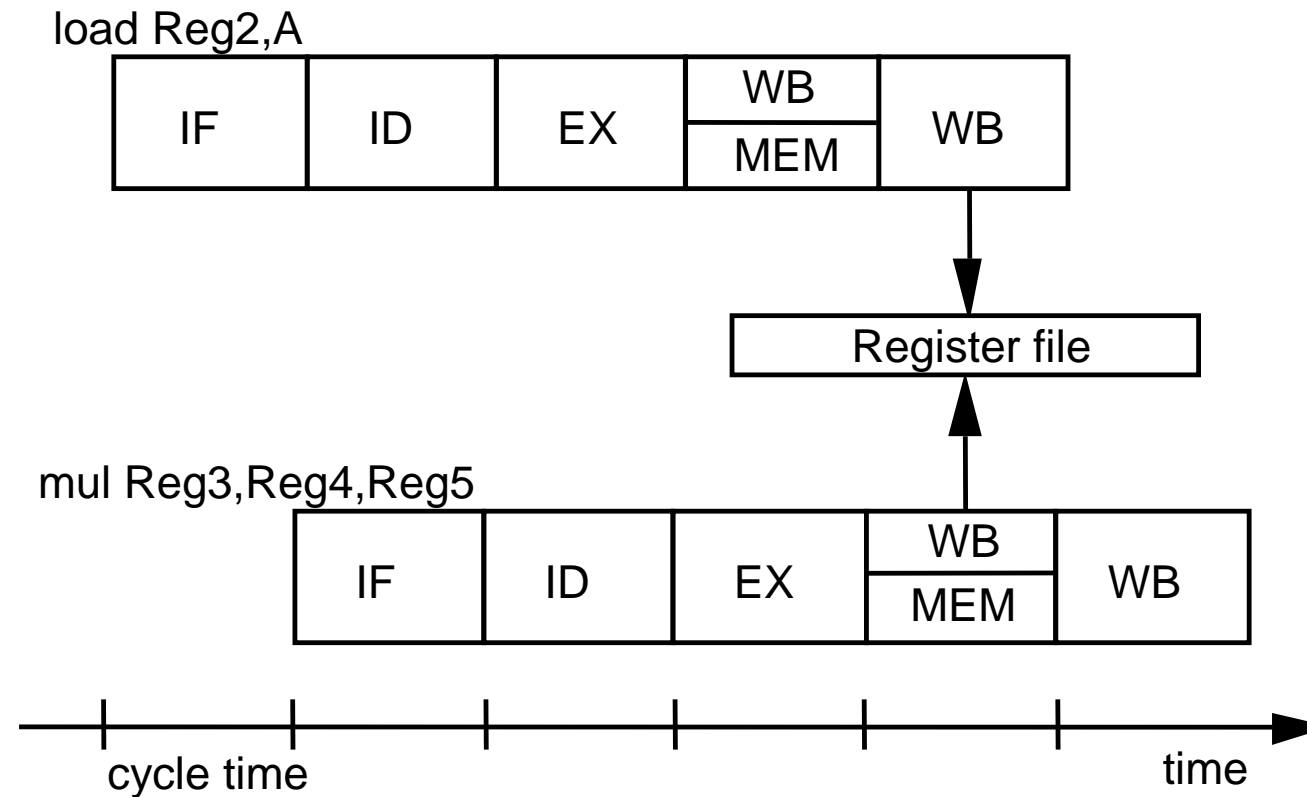 load Reg2,A
IF ID EX WB MEM WB
Register file
mul Reg3,Reg4,Reg5
IF ID EX WB MEM WB
cycle time time